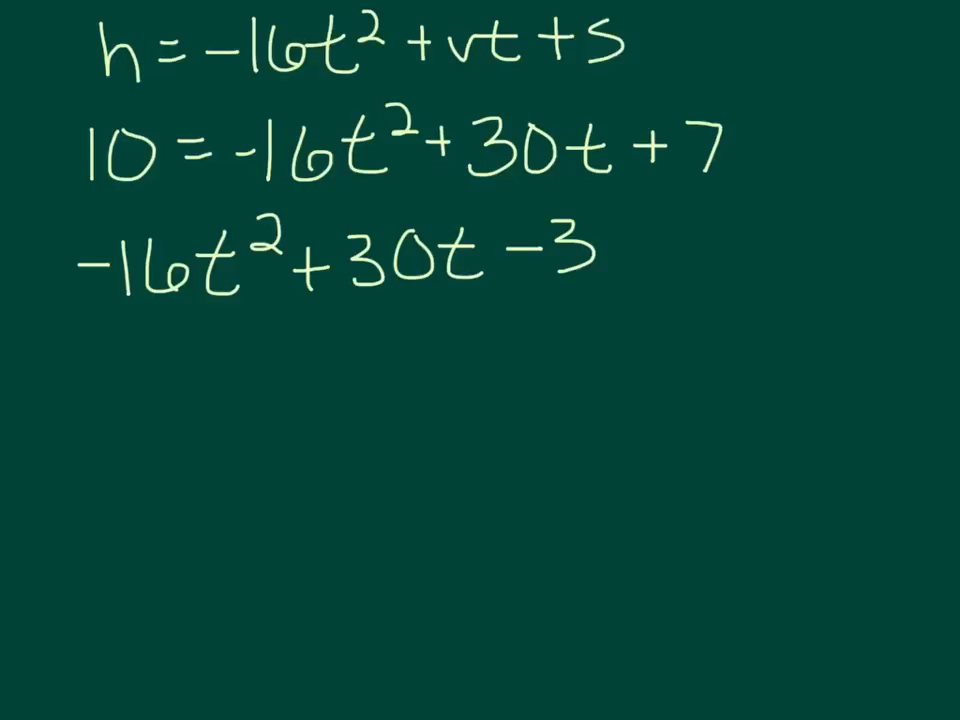 h = -16t² + vt + s
10 = -16t² + 30t + 7
-16t² + 30t - 3